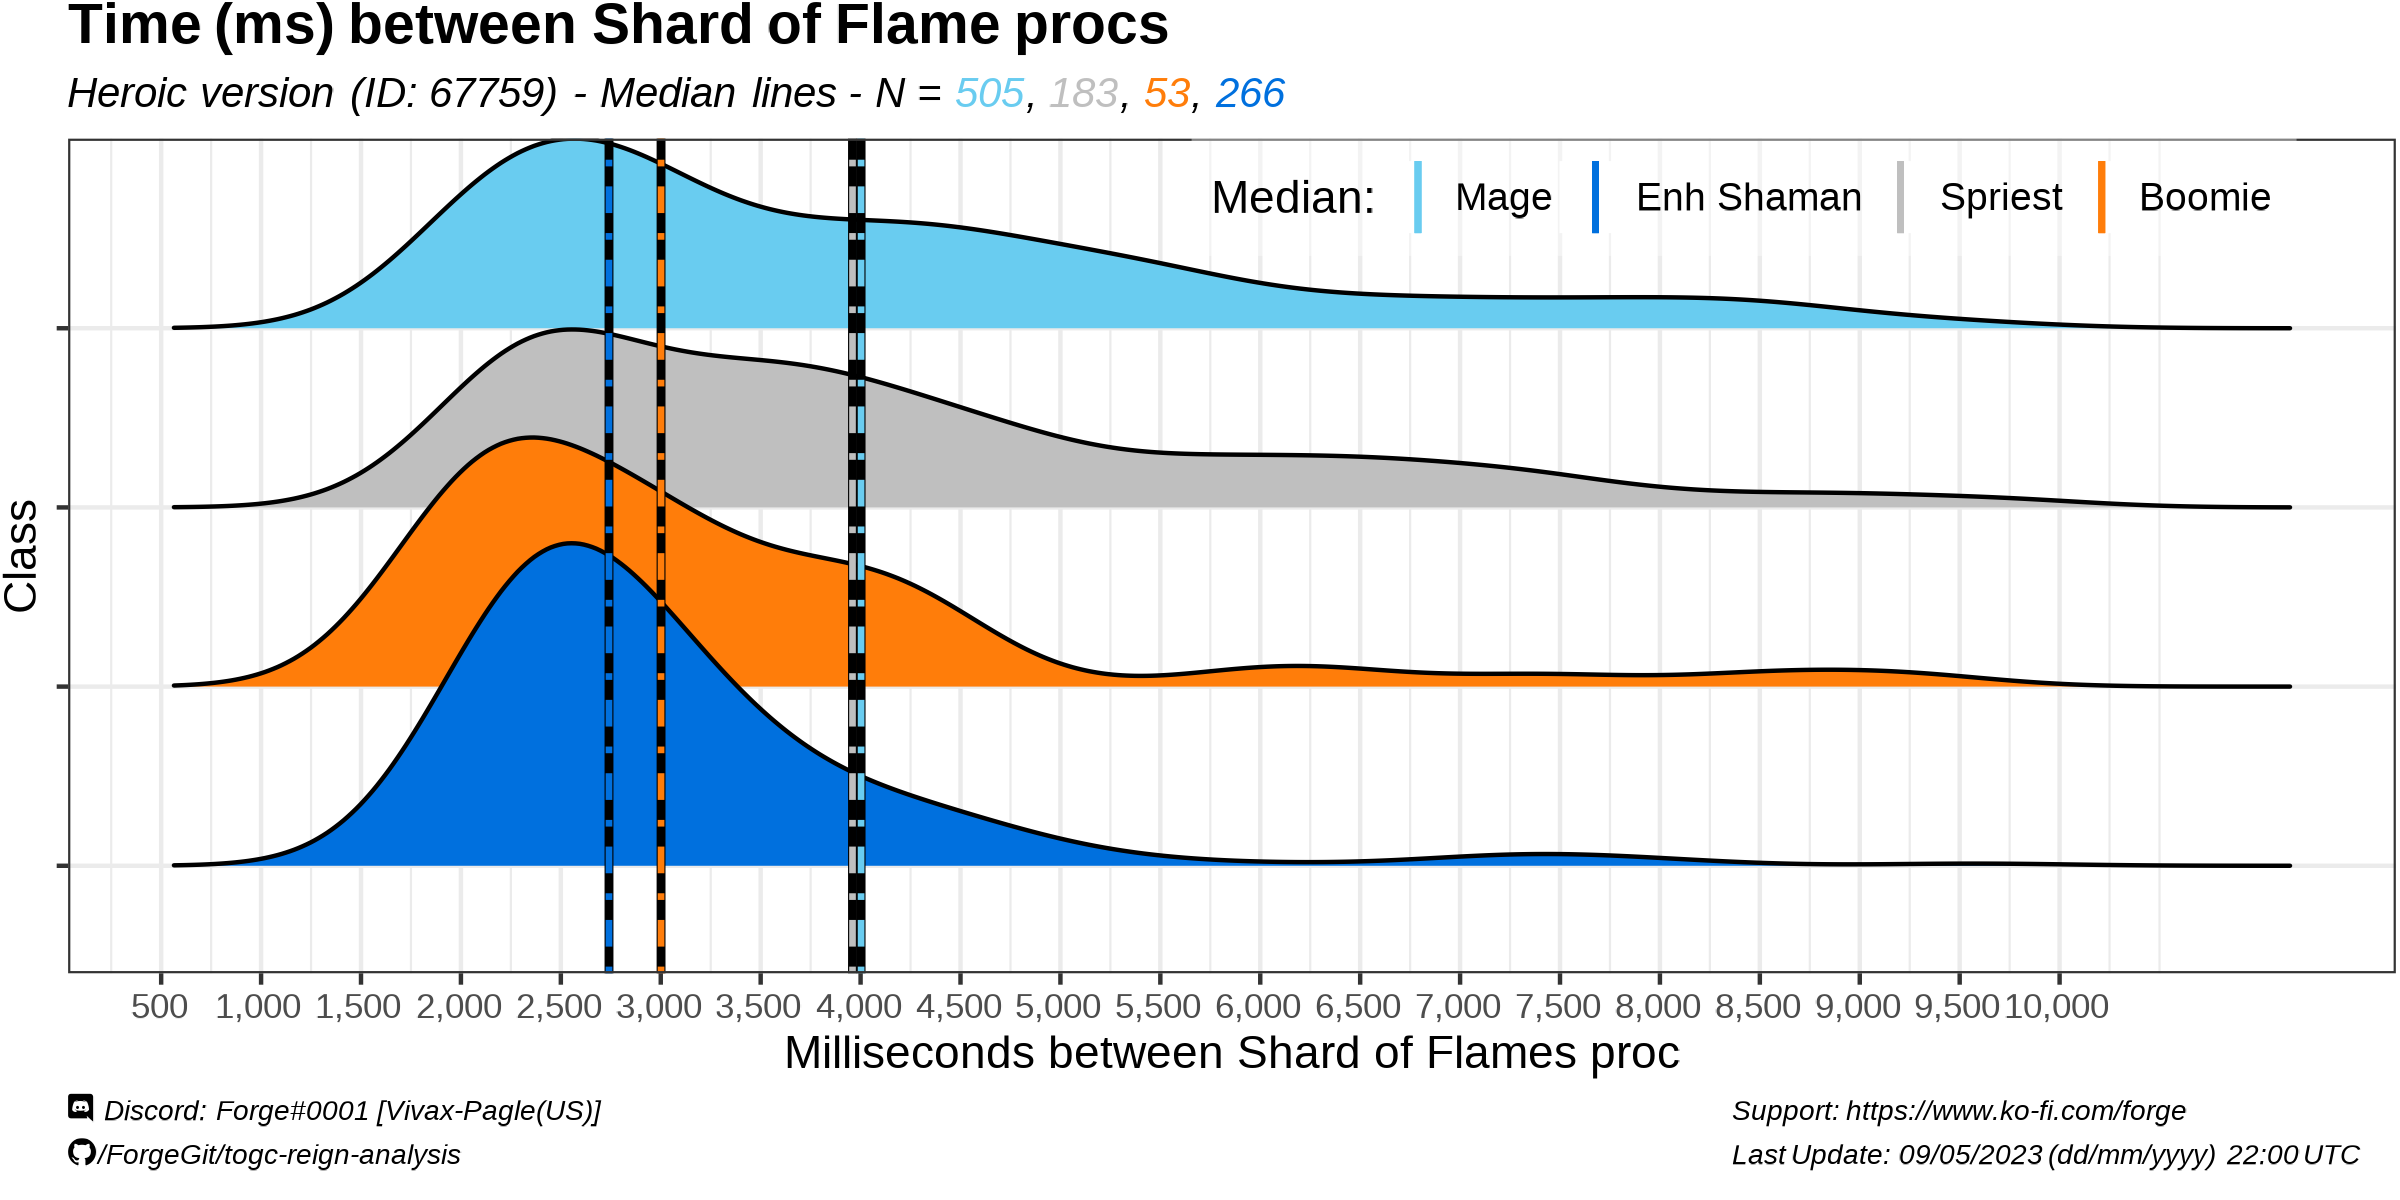 Time (ms) between Shard of Flame procs
Heroic version (ID: 67759) - Median lines - N = 505, 183, 53, 266
Median: Mage Enh Shaman Spriest Boomie
Class
500 1,000 1,500 2,000 2,500 3,000 3,500 4,000 4,500 5,000 5,500 6,000 6,500 7,000 7,500 8,000 8,500 9,000 9,500 10,000
Milliseconds between Shard of Flames proc
Discord: Forge#0001 [Vivax-Pagle(US)]
/ForgeGit/togc-reign-analysis
Support: https://www.ko-fi.com/forge
Last Update: 09/05/2023 (dd/mm/yyyy) 22:00 UTC